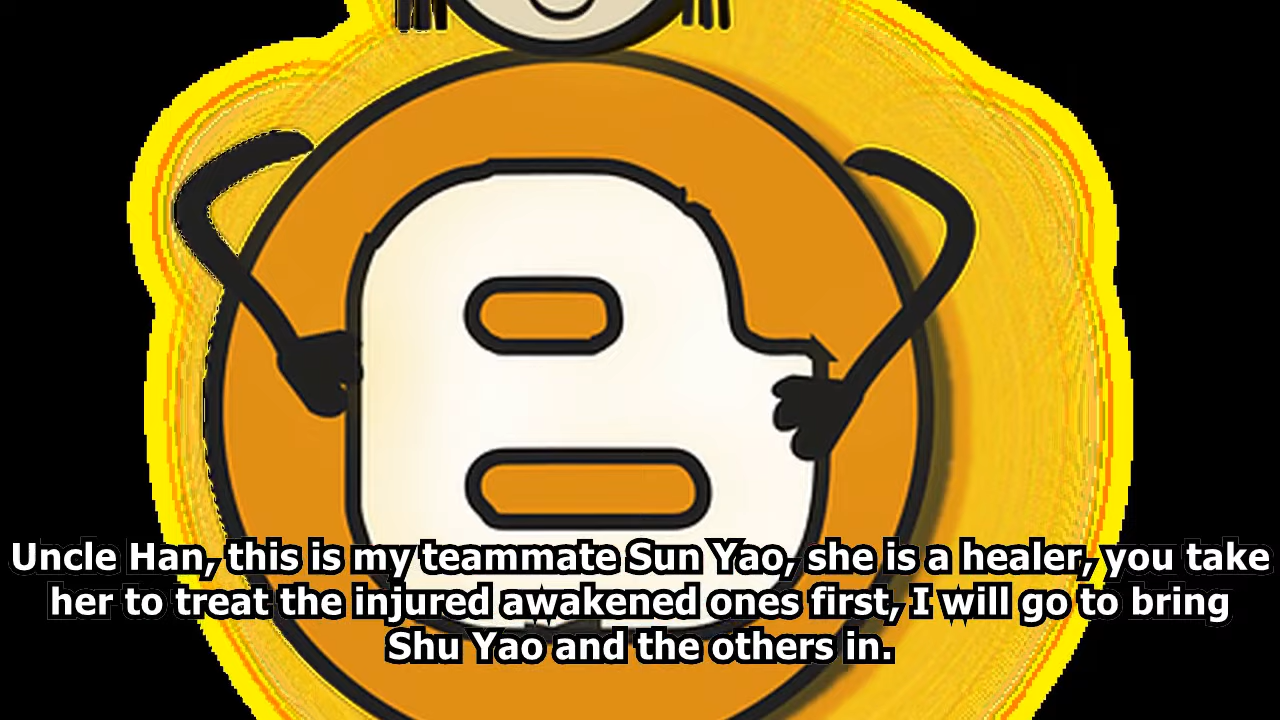 Uncle Han, this is my teammate Sun Yao, she is a healer, you take
her to treat the injured awakened ones first, I will go to bring
Shu Yao and the others in.